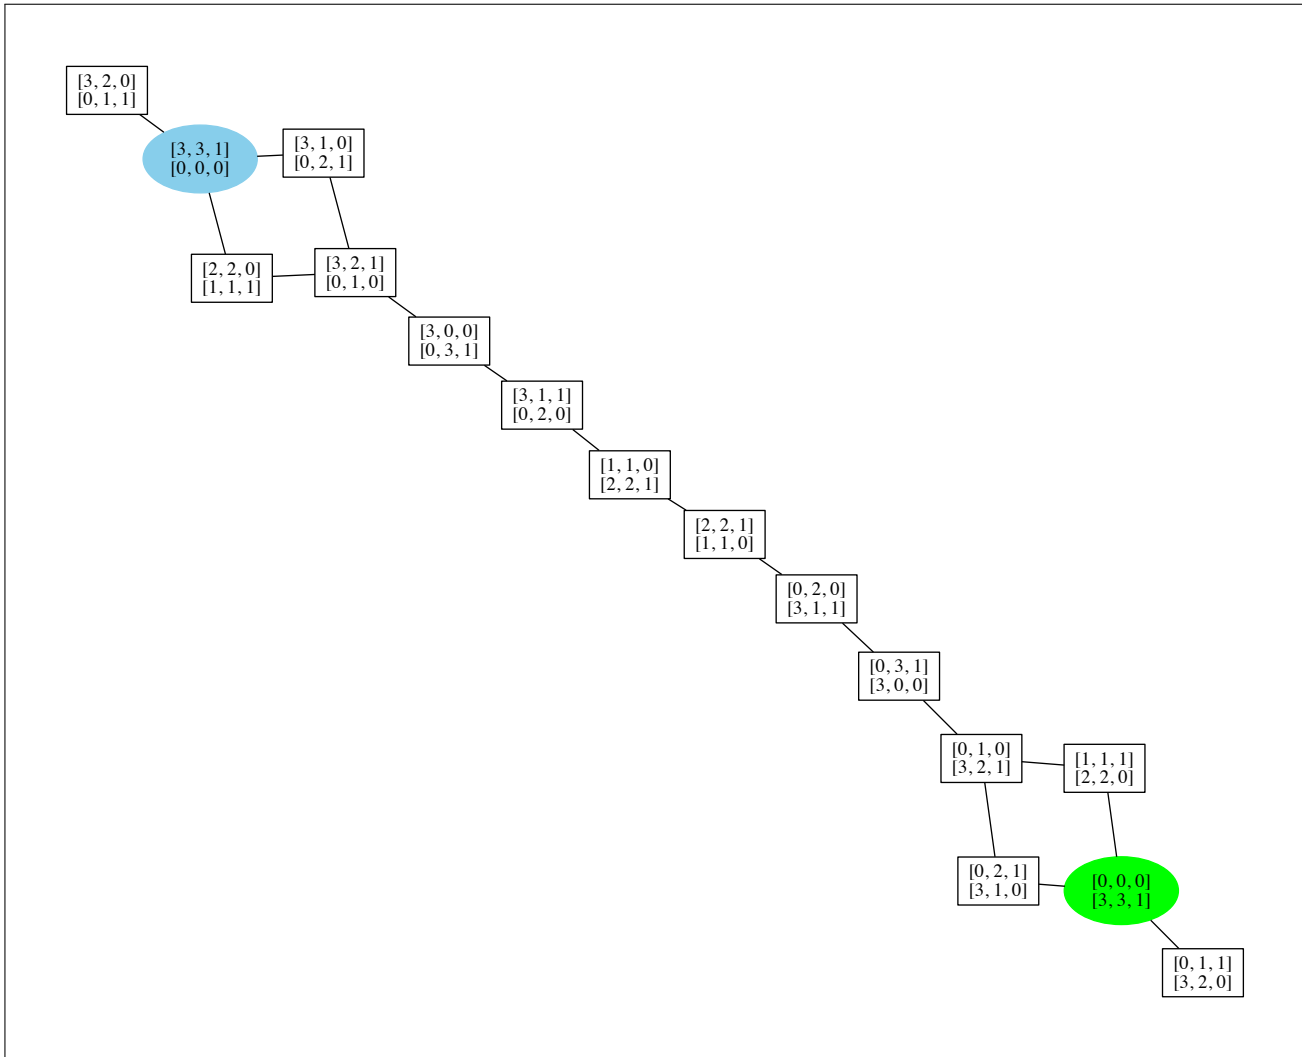 [3, 2, 0]
[0, 1, 1]
[3, 3, 1]
[0, 0, 0]
[3, 1, 0]
[0, 2, 1]
[2, 2, 0]
[1, 1, 1]
[3, 2, 1]
[0, 1, 0]
[3, 0, 0]
[0, 3, 1]
[3, 1, 1]
[0, 2, 0]
[1, 1, 0]
[2, 2, 1]
[2, 2, 1]
[1, 1, 0]
[0, 2, 0]
[3, 1, 1]
[0, 3, 1]
[3, 0, 0]
[0, 1, 0]
[3, 2, 1]
[1, 1, 1]
[2, 2, 0]
[0, 2, 1]
[3, 1, 0]
[0, 0, 0]
[3, 3, 1]
[0, 1, 1]
[3, 2, 0]